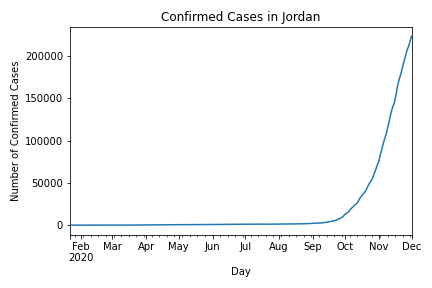 Confirmed Cases in Jordan
Number of Confirmed Cases
200000
150000
100000
50000
0
Feb Mar Apr May Jun Jul Aug Sep Oct Nov Dec
2020
Day